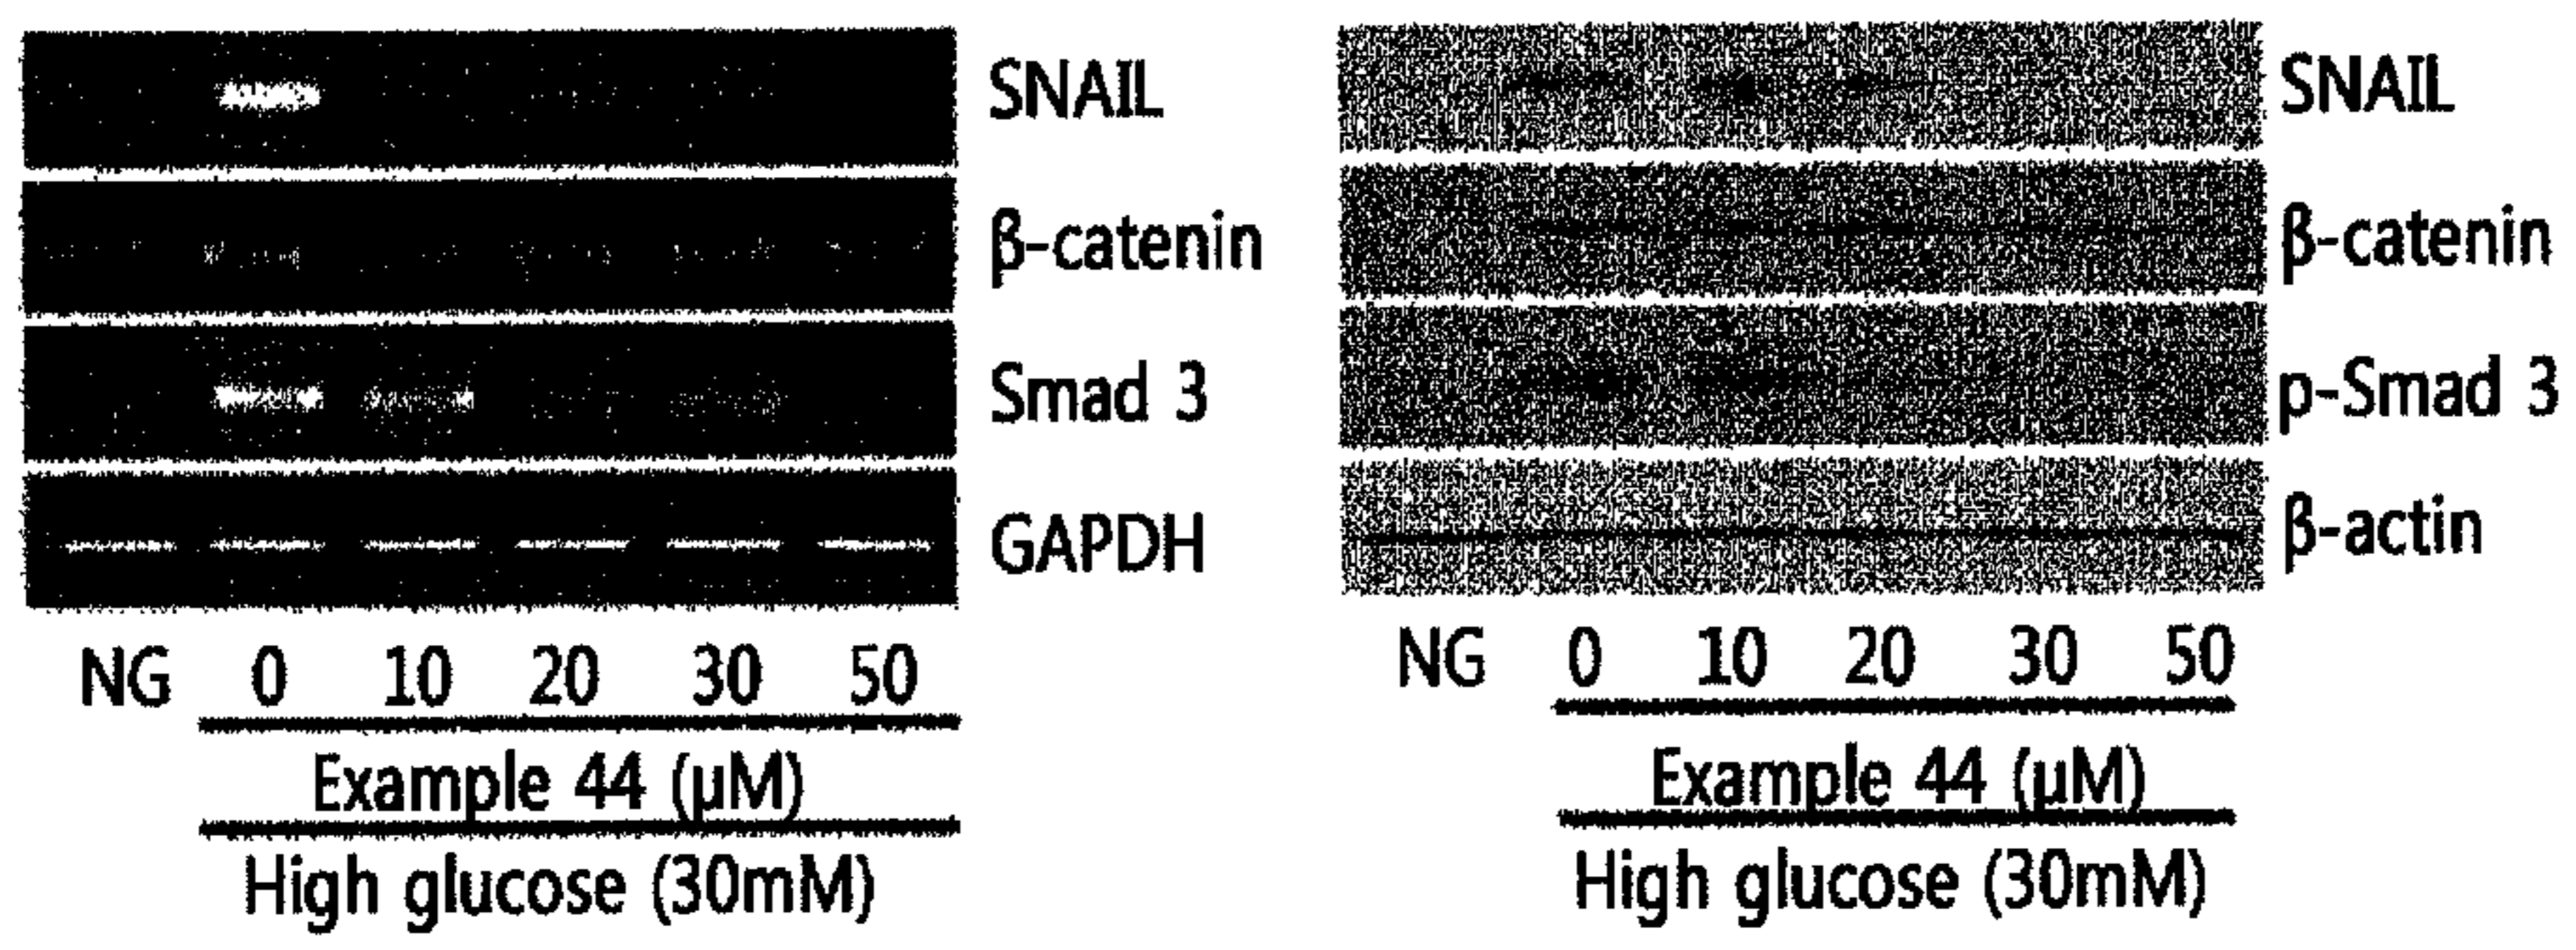 SNAIL
β-catenin
Smad 3
GAPDH
NG 0 10 20 30 50
Example 44 (μM)
High glucose (30mM)
SNAIL
β-catenin
p-Smad 3
β-actin
NG 0 10 20 30 50
Example 44 (μM)
High glucose (30mM)